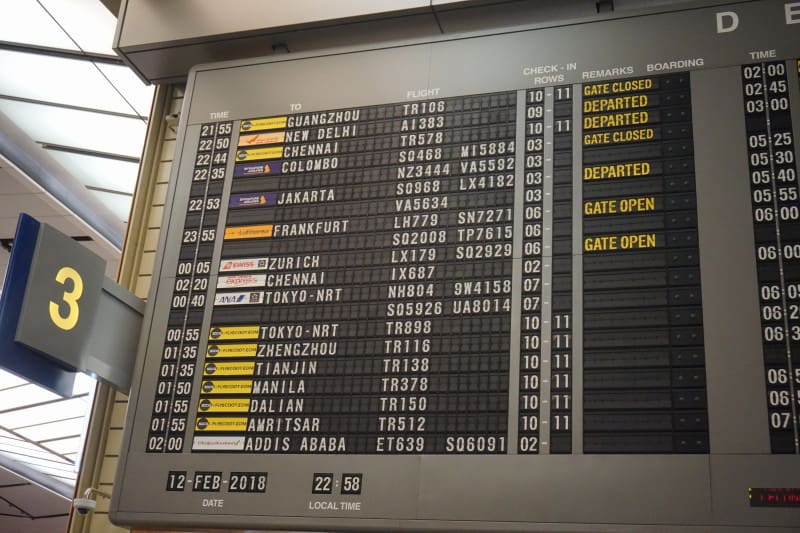 D E
TIME TO FLIGHT CHECK - IN ROWS REMARKS BOARDING TIME
21 55 GUANGZHOU TR106 10 - 11 GATE CLOSED 02 00
22 50 NEW DELHI AI383 09 - DEPARTED 02 45
22 44 CHENNAI TR578 10 - 11 DEPARTED 03 00
22 35 COLOMBO SQ468 MI5884 03 - GATE CLOSED
NZ3444 VA5592 03 - 05 25
22 53 JAKARTA SQ968 LX4182 03 - DEPARTED 05 30
VA5634 03 - 05 40
23 55 Lufthansa FRANKFURT LH779 SN7271 06 - GATE OPEN 05 55
SQ2008 TP7615 06 - 06 00
00 05 SWISS ZURICH LX179 SQ2929 06 - GATE OPEN
02 20 express CHENNAI IX687 02 -
00 40 ANA TOKYO-NRT NH804 9W4158 07 -
SQ5926 UA8014 07 -
00 55 TOKYO-NRT TR898 10 - 11
01 35 ZHENGZHOU TR116 10 - 11
01 35 TIANJIN TR138 10 - 11
01 50 MANILA TR378 10 - 11
01 55 DALIAN TR150 10 - 11
01 55 AMRITSAR TR512 10 - 11
02 00 ADDIS ABABA ET639 SQ6091 02 -
12-FEB-2018 22 : 58
DATE LOCAL TIME
3